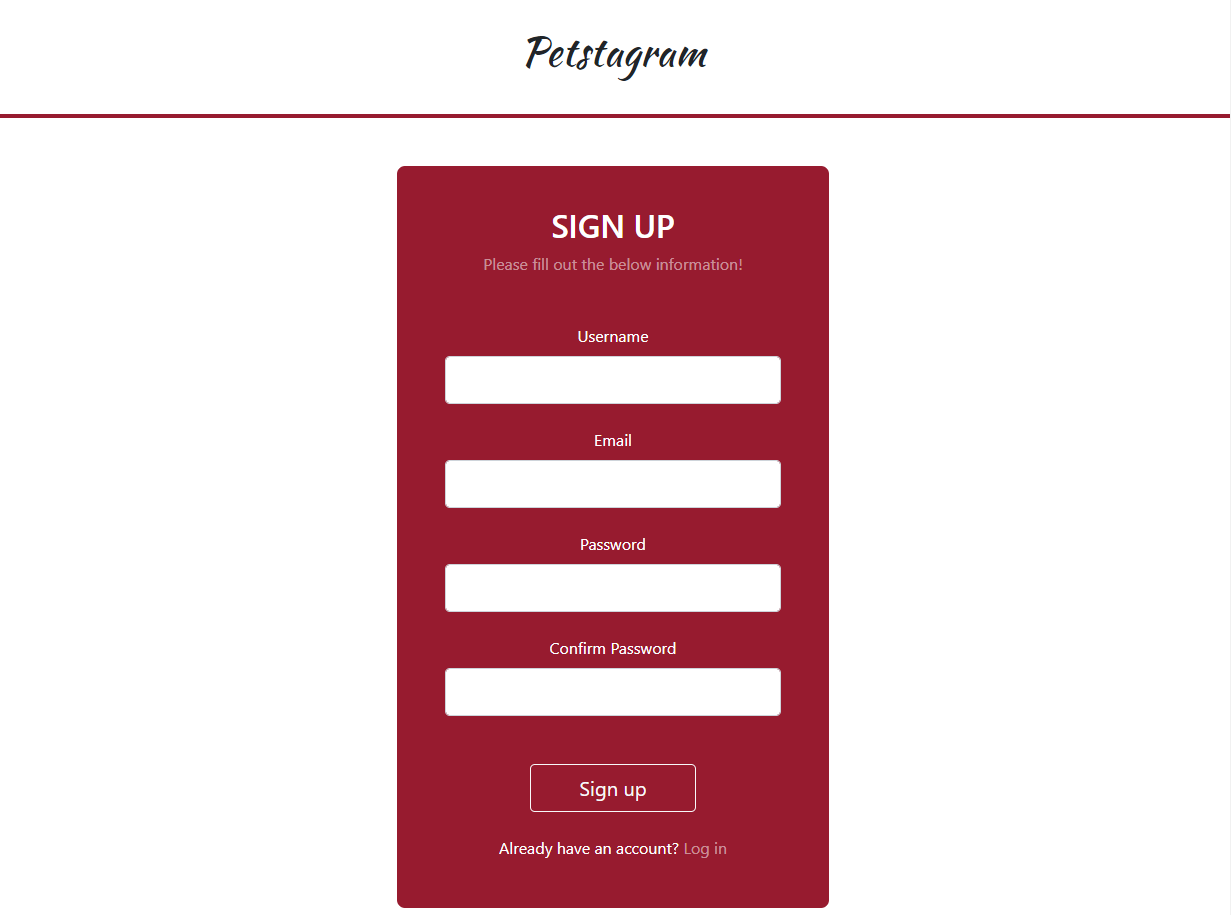 Petstagram
SIGN UP
Please fill out the below information!
Username
Email
Password
Confirm Password
Sign up
Already have an account? Log in